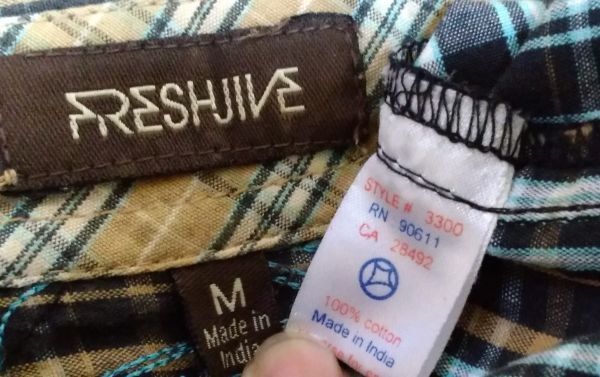 FRESHJIVE
STYLE # 3300
RN 90611
CA 28492
100% cotton
Made in India
M
Made in
India